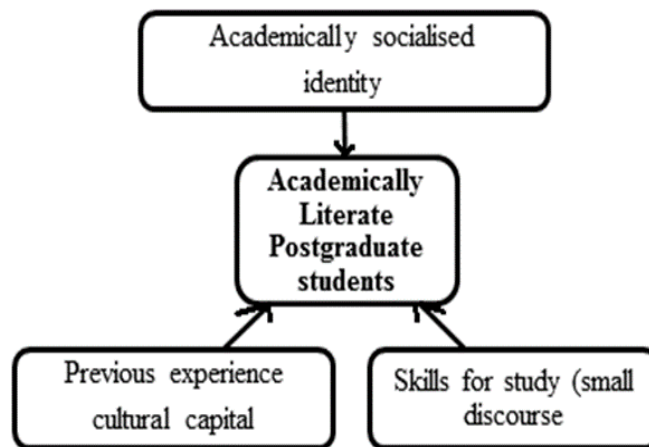 Academically socialised
identity
Academically
Literate
Postgraduate
students
Previous experience
cultural capital
Skills for study (small
discourse